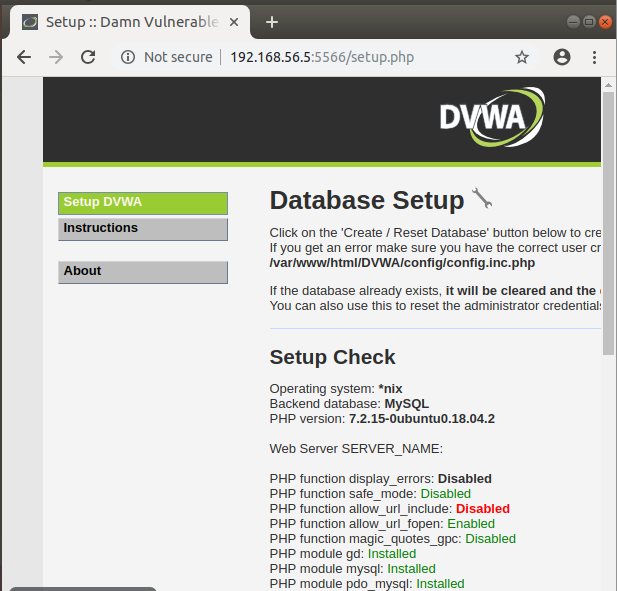 Setup :: Damn Vulnerable
Not secure | 192.168.56.5:5566/setup.php
DVWA
Setup DVWA
Instructions
About
Database Setup
Click on the 'Create / Reset Database' button below to cre
If you get an error make sure you have the correct user cr
/var/www/html/DVWA/config/config.inc.php
If the database already exists, it will be cleared and the
You can also use this to reset the administrator credentials
Setup Check
Operating system: *nix
Backend database: MySQL
PHP version: 7.2.15-0ubuntu0.18.04.2
Web Server SERVER_NAME:
PHP function display_errors: Disabled
PHP function safe_mode: Disabled
PHP function allow_url_include: Disabled
PHP function allow_url_fopen: Enabled
PHP function magic_quotes_gpc: Disabled
PHP module gd: Installed
PHP module mysql: Installed
PHP module pdo_mysql: Installed